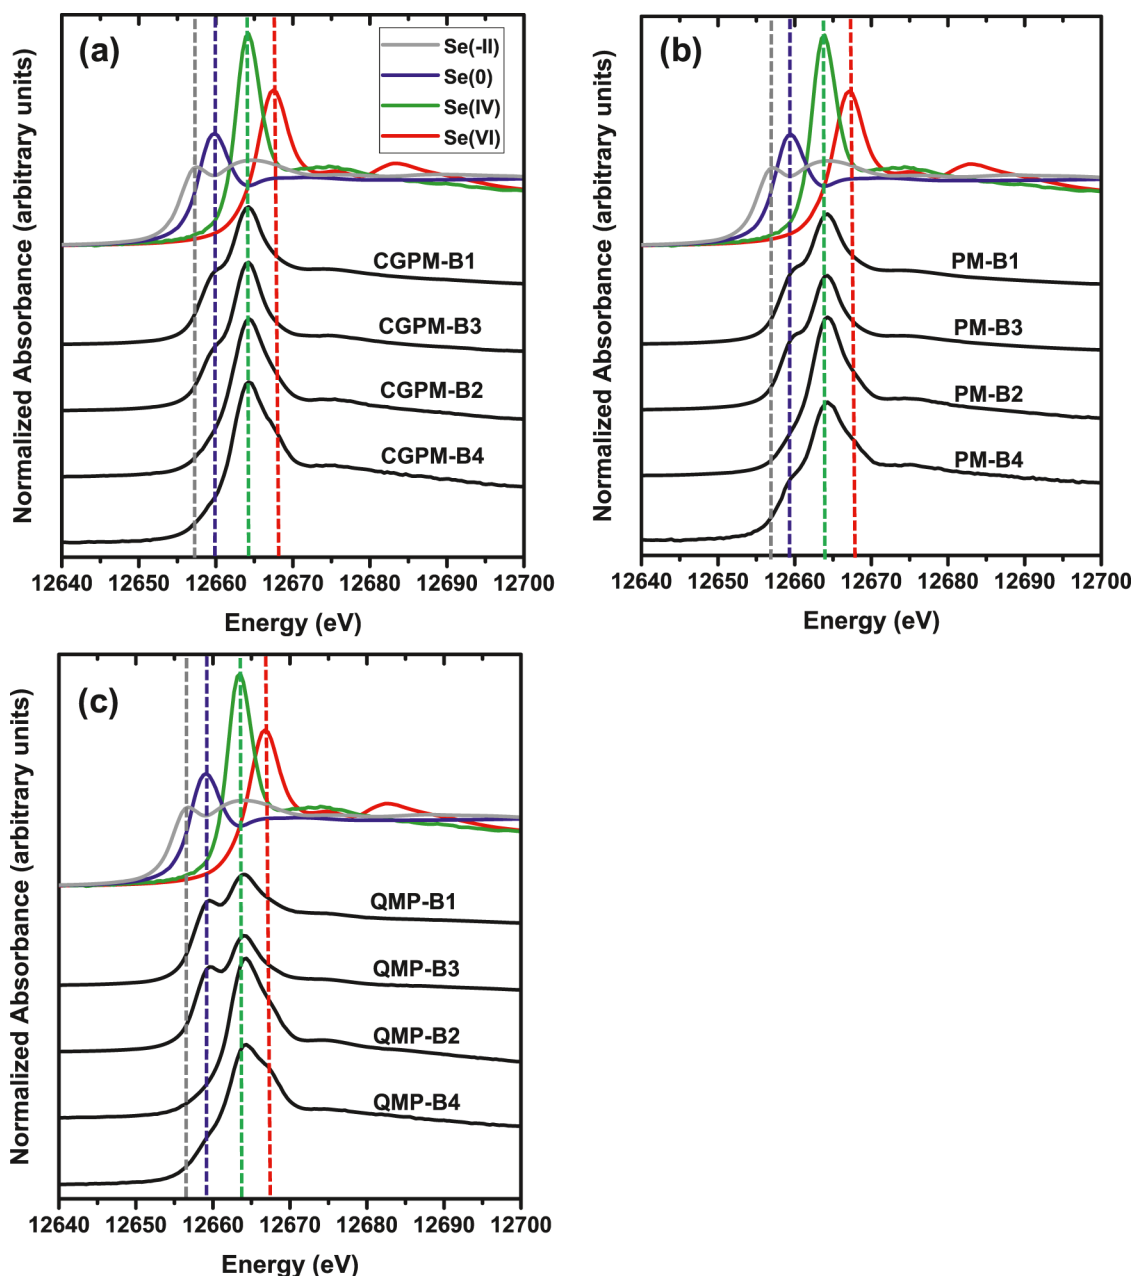 (a)
Se(-II)
Se(0)
Se(IV)
Se(VI)
CGPM-B1
CGPM-B3
CGPM-B2
CGPM-B4
Normalized Absorbance (arbitrary units)
12640 12650 12660 12670 12680 12690 12700
Energy (eV)
(b)
PM-B1
PM-B3
PM-B2
PM-B4
Normalized Absorbance (arbitrary units)
12640 12650 12660 12670 12680 12690 12700
Energy (eV)
(c)
QMP-B1
QMP-B3
QMP-B2
QMP-B4
Normalized Absorbance (arbitrary units)
12640 12650 12660 12670 12680 12690 12700
Energy (eV)